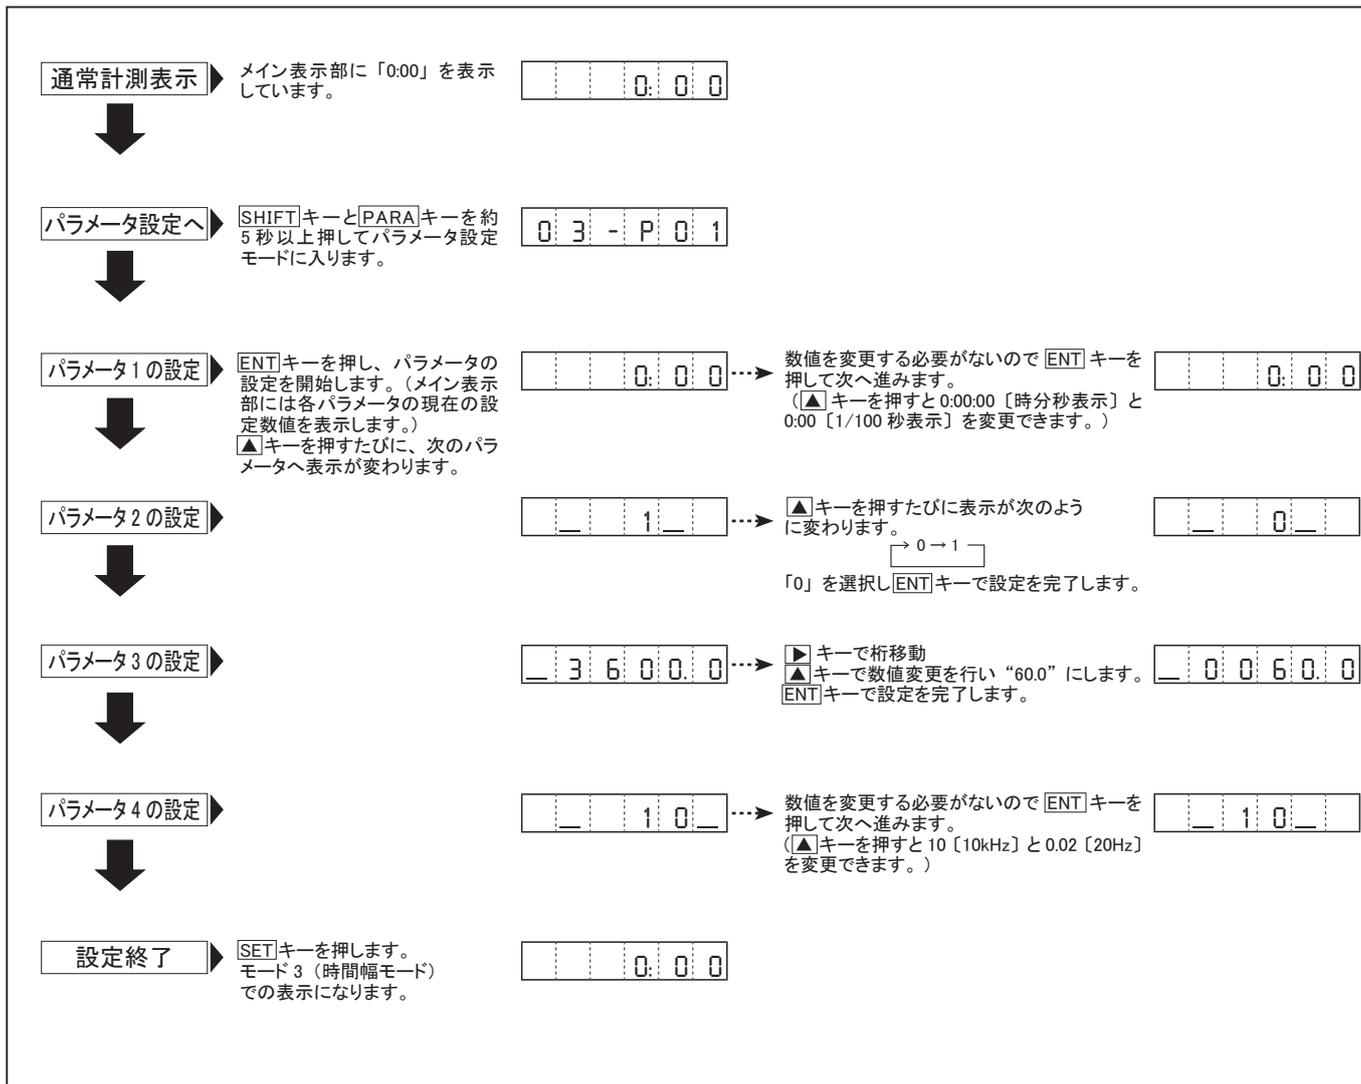 通常計測表示
メイン表示部に「0:00」を表示
しています。
0:00
パラメータ設定へ
SHIFTキーとPARAキーを約
5秒以上押してパラメータ設定
モードに入ります。
03-P01
パラメータ1の設定
ENTキーを押し、パラメータの
設定を開始します。（メイン表示
部には各パラメータの現在の設
定数値を表示します。）
▲キーを押すたびに、次のパラ
メータへ表示が変わります。
0:00
数値を変更する必要がないので ENT キーを
押して次へ進みます。
（▲キーを押すと 0:00:00〔時分秒表示〕と
0:00〔1/100 秒表示〕を変更できます。）
0:00
パラメータ2の設定
_ 1_
▲キーを押すたびに表示が次のよう
に変わります。
→ 0 → 1
「0」を選択しENTキーで設定を完了します。
_ 0_
パラメータ3の設定
_3600.0
▶ キーで桁移動
▲キーで数値変更を行い “60.0” にします。
ENTキーで設定を完了します。
_0060.0
パラメータ4の設定
_ 10_
数値を変更する必要がないので ENT キーを
押して次へ進みます。
（▲キーを押すと 10〔10kHz〕と 0.02〔20Hz〕
を変更できます。）
_ 10_
設定終了
SETキーを押します。
モード 3（時間幅モード）
での表示になります。
0:00